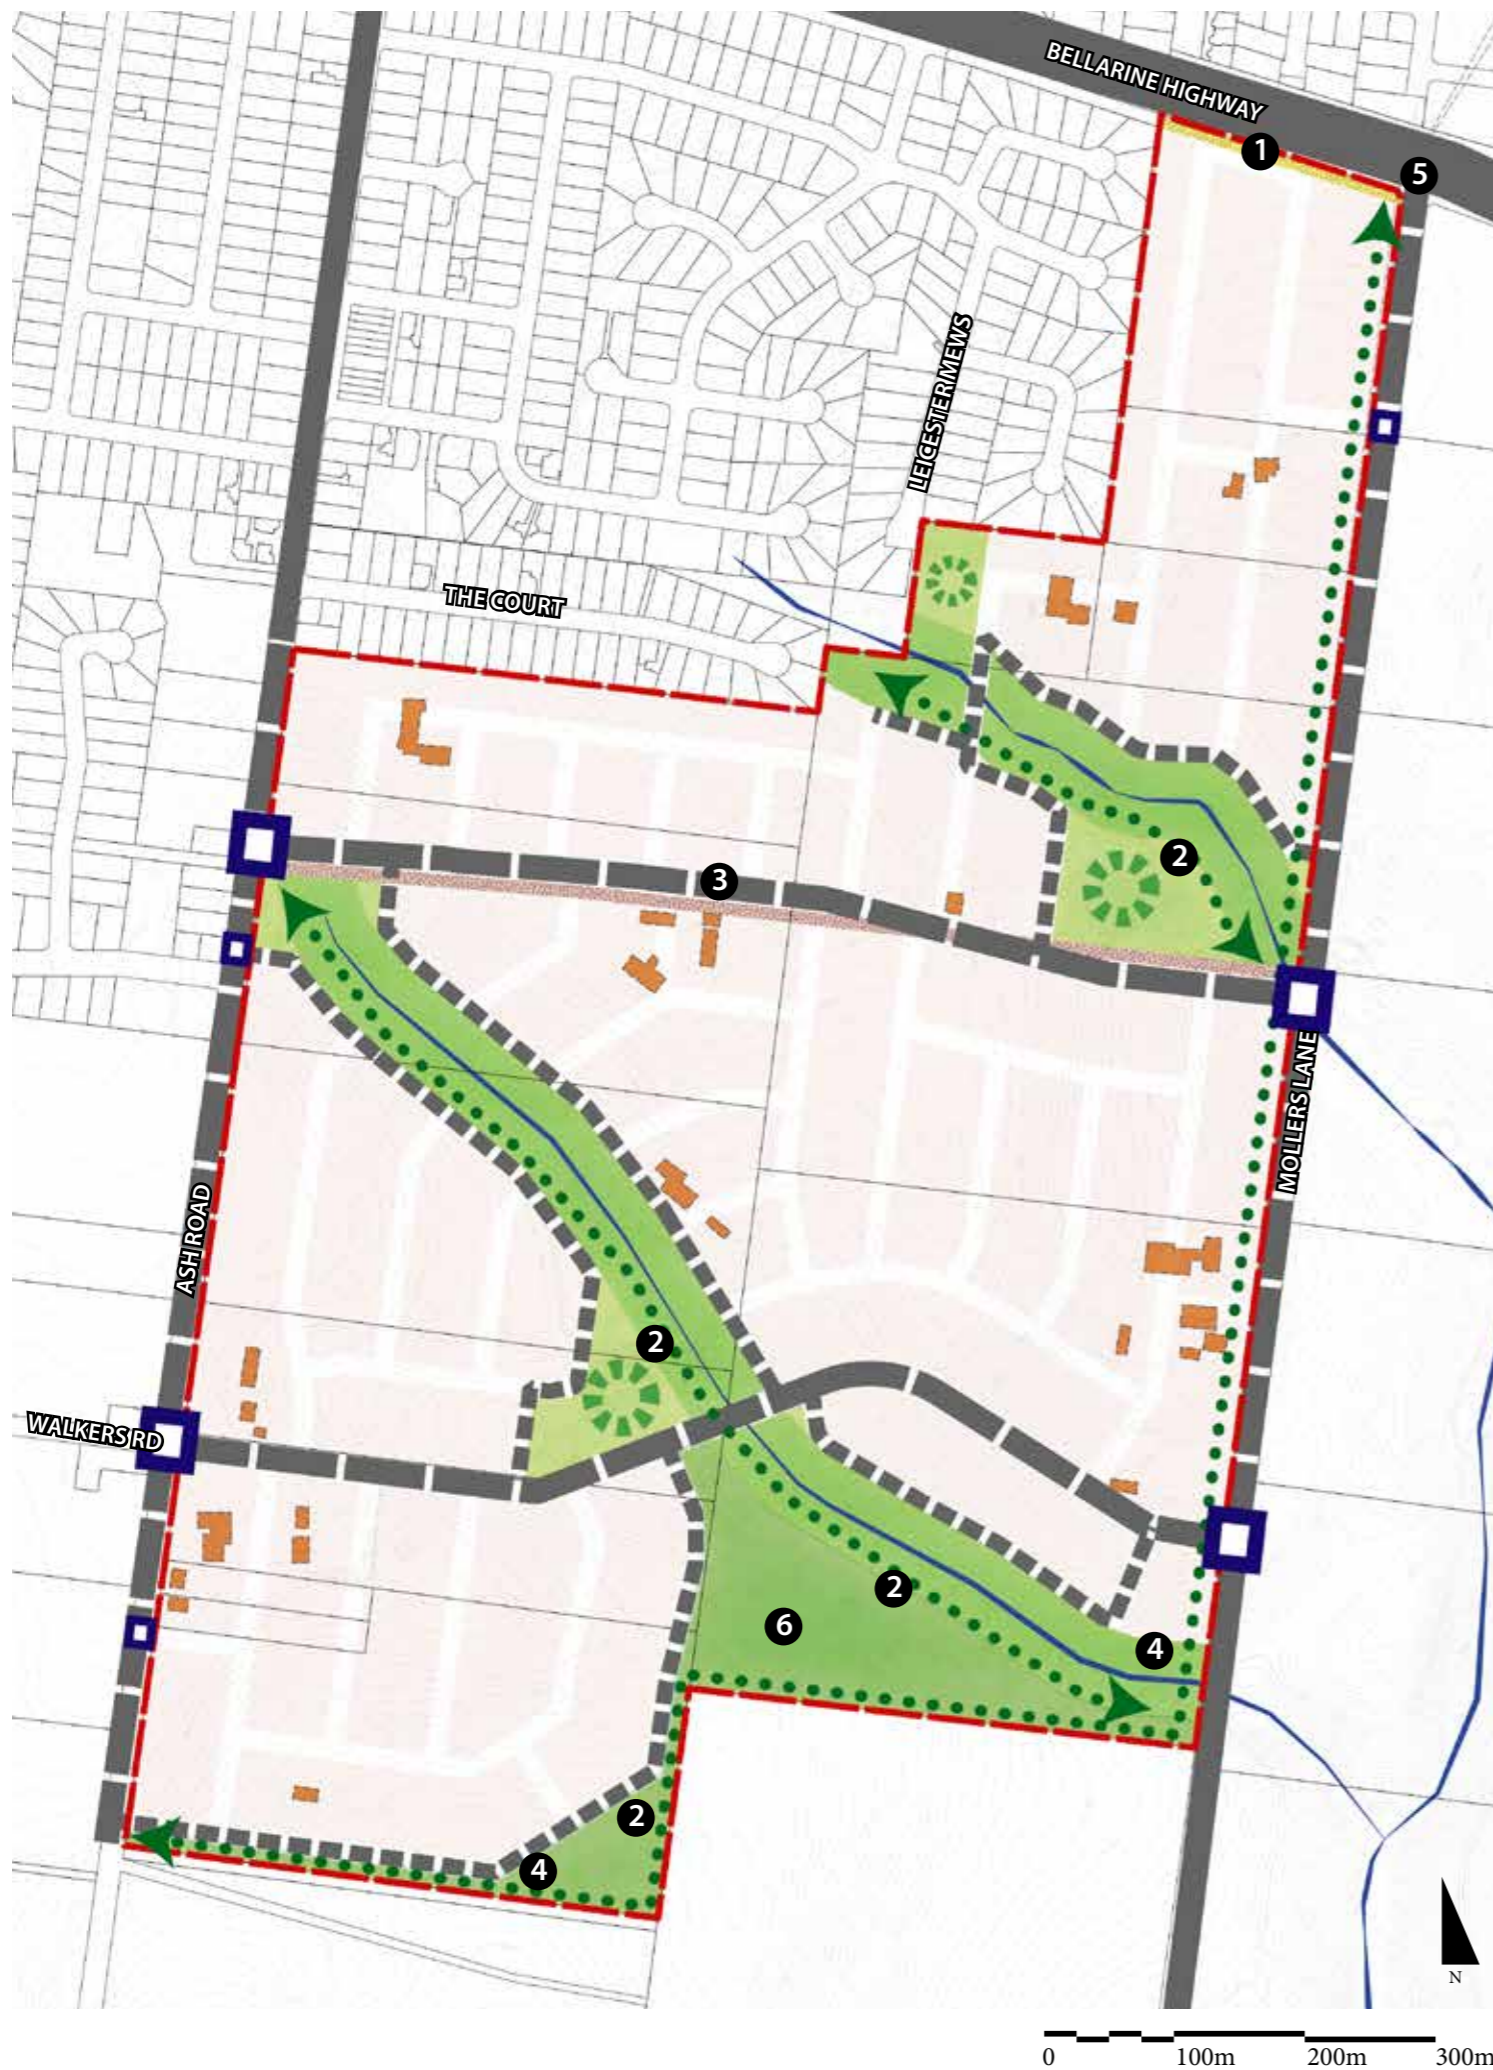 BELLARINE HIGHWAY
1
5
LEICESTER MEWS
THE COURT
2
3
MOLLERS LANE
ASH ROAD
2
WALKERS RD
2
6
4
2
4
N
0 100m 200m 300m